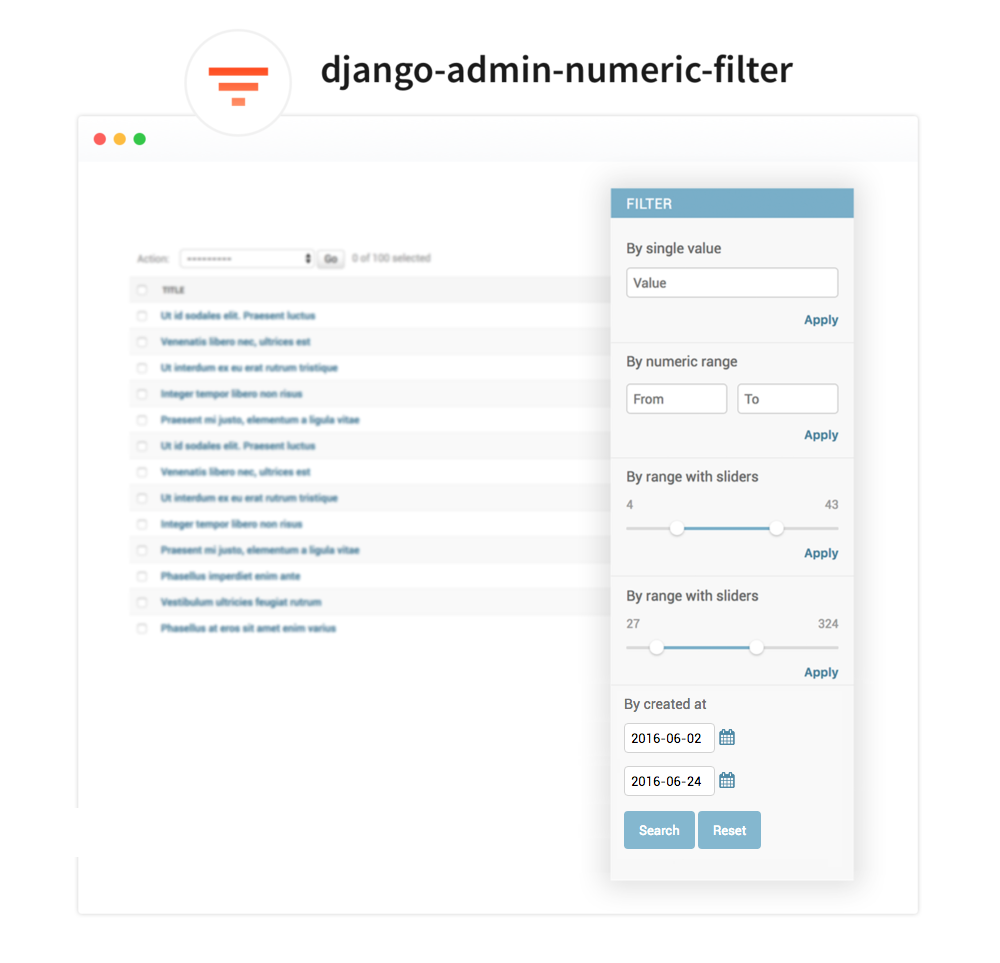 django-admin-numeric-filter
Action: --------- Go 0 of 100 selected
TITLE
Ut id sodales elit. Praesent luctus
Venenatis libero nec, ultrices est
Ut interdum ex eu erat rutrum tristique
Integer tempor libero non risus
Praesent mi justo, elementum a ligula vitae
Ut id sodales elit. Praesent luctus
Venenatis libero nec, ultrices est
Ut interdum ex eu erat rutrum tristique
Integer tempor libero non risus
Praesent mi justo, elementum a ligula vitae
Phasellus imperdiet enim ante
Vestibulum ultricies feugiat rutrum
Phasellus at eros sit amet enim varius
FILTER
By single value
Value
Apply
By numeric range
From To
Apply
By range with sliders
4 43
Apply
By range with sliders
27 324
Apply
By created at
2016-06-02
2016-06-24
Search Reset